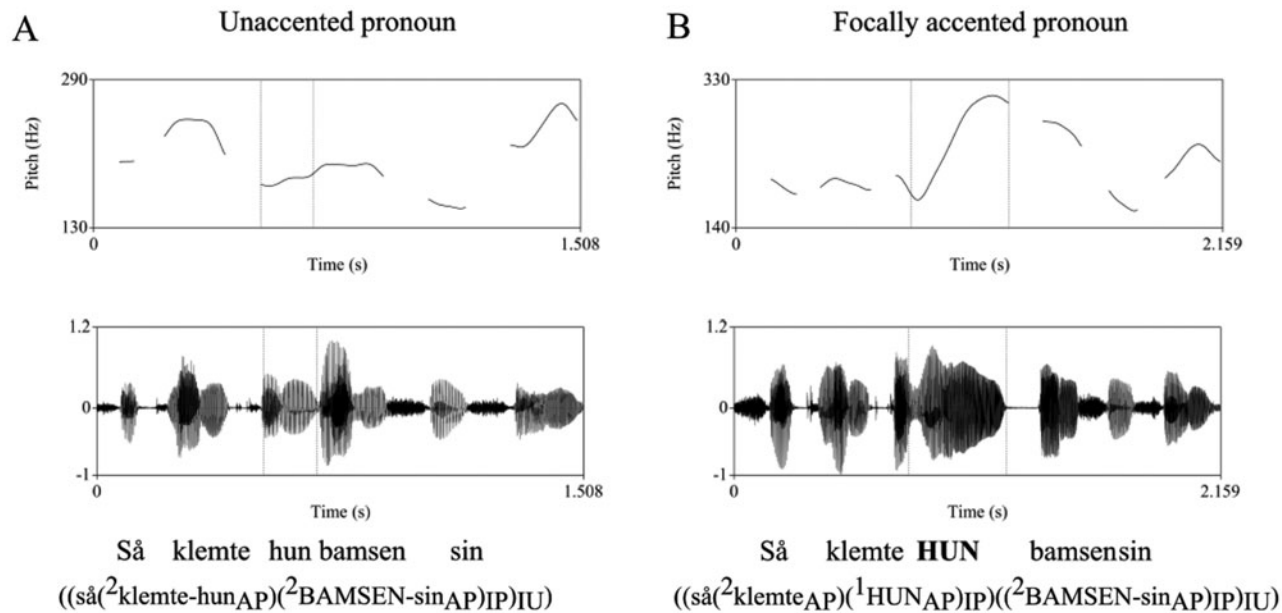 A Unaccented pronoun
290
Pitch (Hz)
130
0 1.508
Time (s)
1.2
0
-1
0 1.508
Time (s)
Så klemte hun bamsen sin
((så(²klemte-hunAP)(²BAMSEN-sinAP)IP)IU)
B Focally accented pronoun
330
Pitch (Hz)
140
0 2.159
Time (s)
1.2
0
-1
0 2.159
Time (s)
Så klemte HUN bamsen sin
((så(²klemteAP)(¹HUNAP)IP)((²BAMSEN-sinAP)IP)IU)